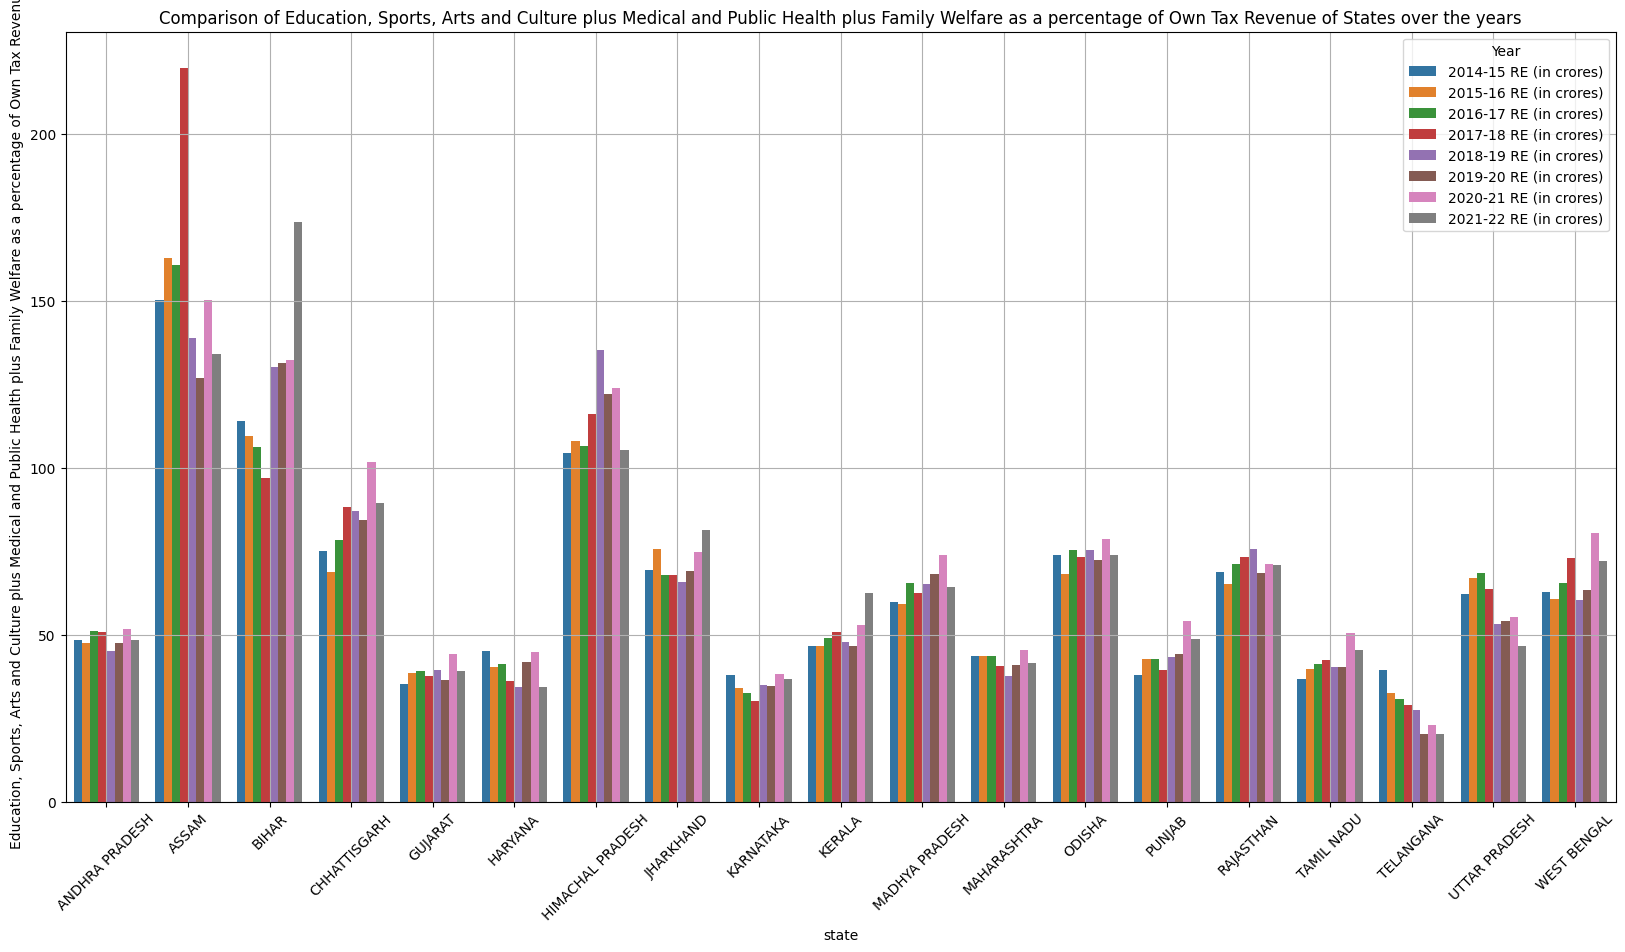 Comparison of Education, Sports, Arts and Culture plus Medical and Public Health plus Family Welfare as a percentage of Own Tax Revenue of States over the years
Education, Sports, Arts and Culture plus Medical and Public Health plus Family Welfare as a percentage of Own Tax Revenu
200
150
100
50
0
Year
2014-15 RE (in crores)
2015-16 RE (in crores)
2016-17 RE (in crores)
2017-18 RE (in crores)
2018-19 RE (in crores)
2019-20 RE (in crores)
2020-21 RE (in crores)
2021-22 RE (in crores)
ANDHRA PRADESH
ASSAM
BIHAR
CHHATTISGARH
GUJARAT
HARYANA
HIMACHAL PRADESH
JHARKHAND
KARNATAKA
KERALA
MADHYA PRADESH
MAHARASHTRA
ODISHA
PUNJAB
RAJASTHAN
TAMIL NADU
TELANGANA
UTTAR PRADESH
WEST BENGAL
state